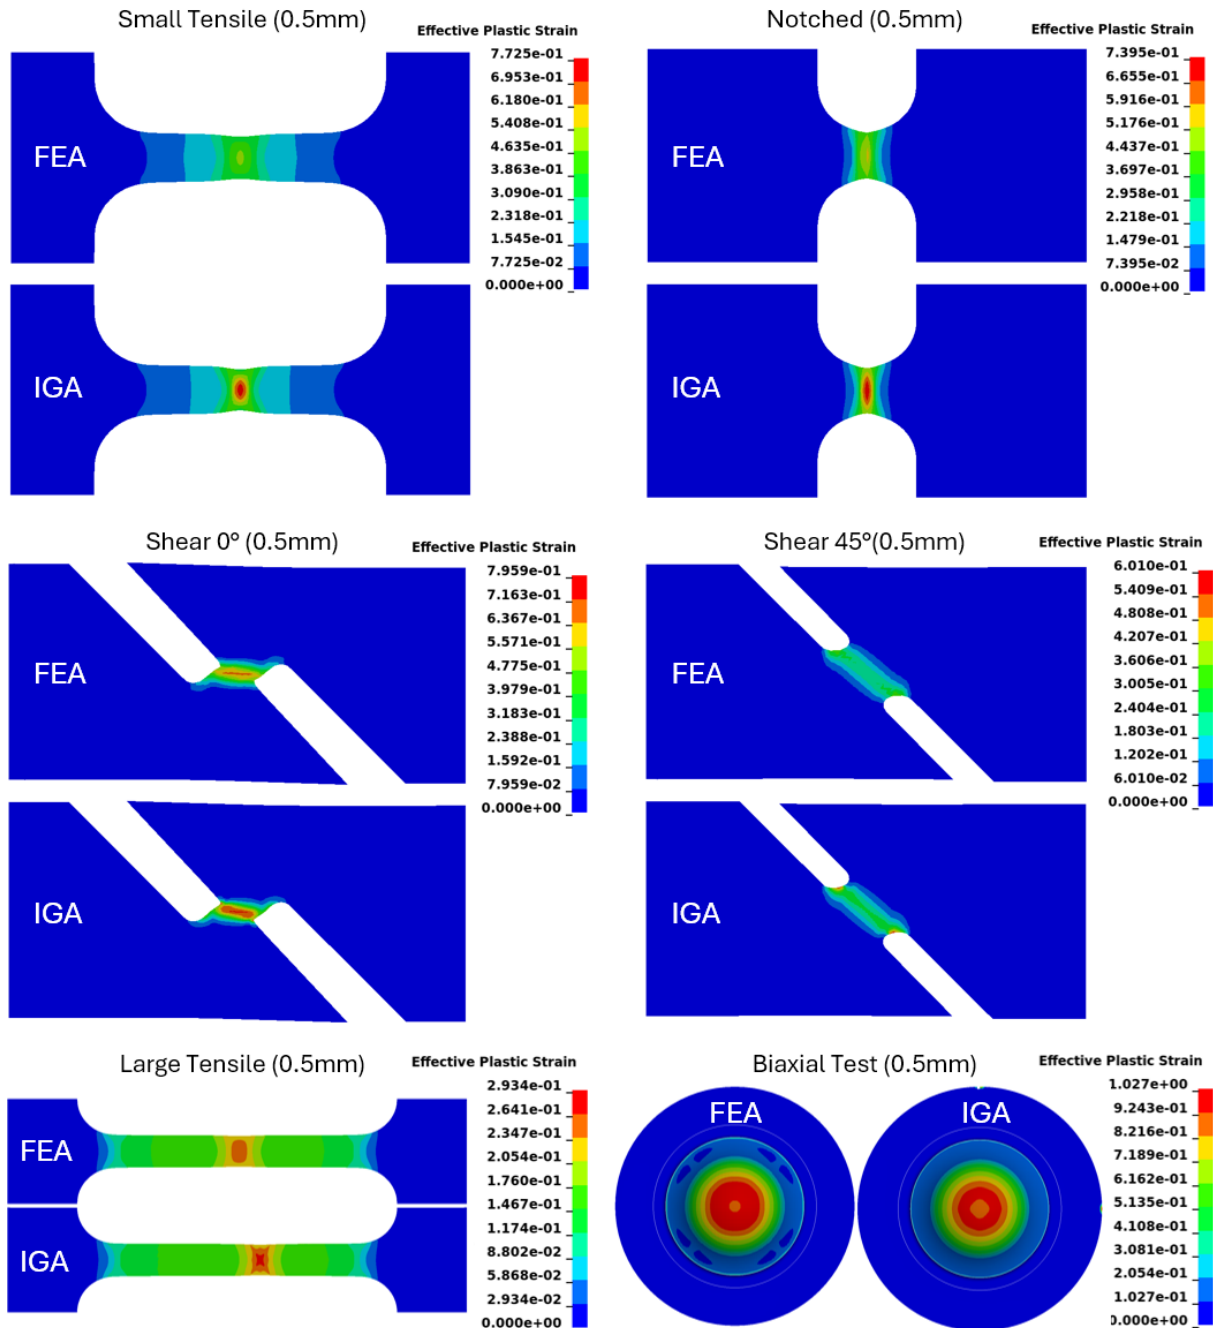 Small Tensile (0.5mm)
Effective Plastic Strain
7.725e-01
6.953e-01
6.180e-01
5.408e-01
4.635e-01
3.863e-01
3.090e-01
2.318e-01
1.545e-01
7.725e-02
0.000e+00
FEA
IGA
Notched (0.5mm)
Effective Plastic Strain
7.395e-01
6.655e-01
5.916e-01
5.176e-01
4.437e-01
3.697e-01
2.958e-01
2.218e-01
1.479e-01
7.395e-02
0.000e+00
FEA
IGA
Shear 0º (0.5mm)
Effective Plastic Strain
7.959e-01
7.163e-01
6.367e-01
5.571e-01
4.775e-01
3.979e-01
3.183e-01
2.388e-01
1.592e-01
7.959e-02
0.000e+00
FEA
IGA
Shear 45º(0.5mm)
Effective Plastic Strain
6.010e-01
5.409e-01
4.808e-01
4.207e-01
3.606e-01
3.005e-01
2.404e-01
1.803e-01
1.202e-01
6.010e-02
0.000e+00
FEA
IGA
Large Tensile (0.5mm)
Effective Plastic Strain
2.934e-01
2.641e-01
2.347e-01
2.054e-01
1.760e-01
1.467e-01
1.174e-01
8.802e-02
5.868e-02
2.934e-02
0.000e+00
FEA
IGA
Biaxial Test (0.5mm)
Effective Plastic Strain
1.027e+00
9.243e-01
8.216e-01
7.189e-01
6.162e-01
5.135e-01
4.108e-01
3.081e-01
2.054e-01
1.027e-01
0.000e+00
FEA
IGA